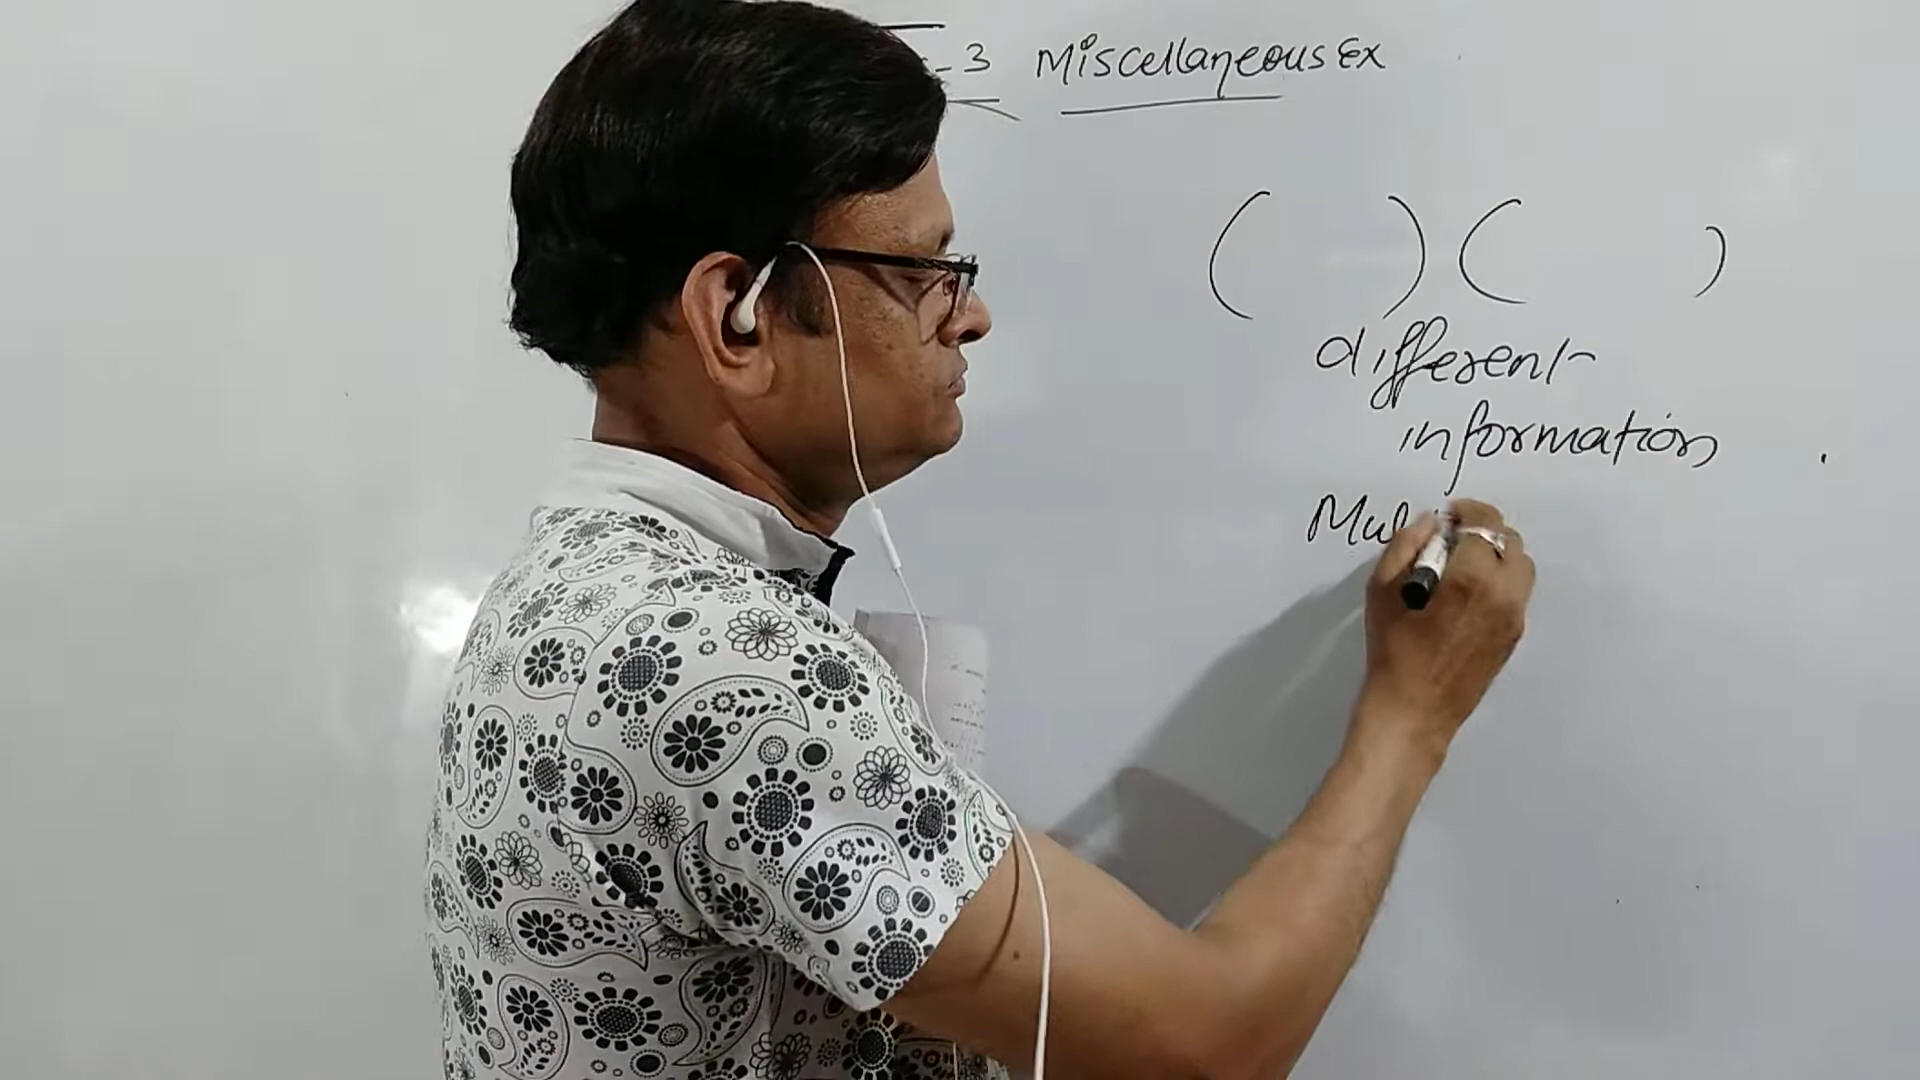 -3 Miscellaneous Ex
( ) ( )
different
information
Mul